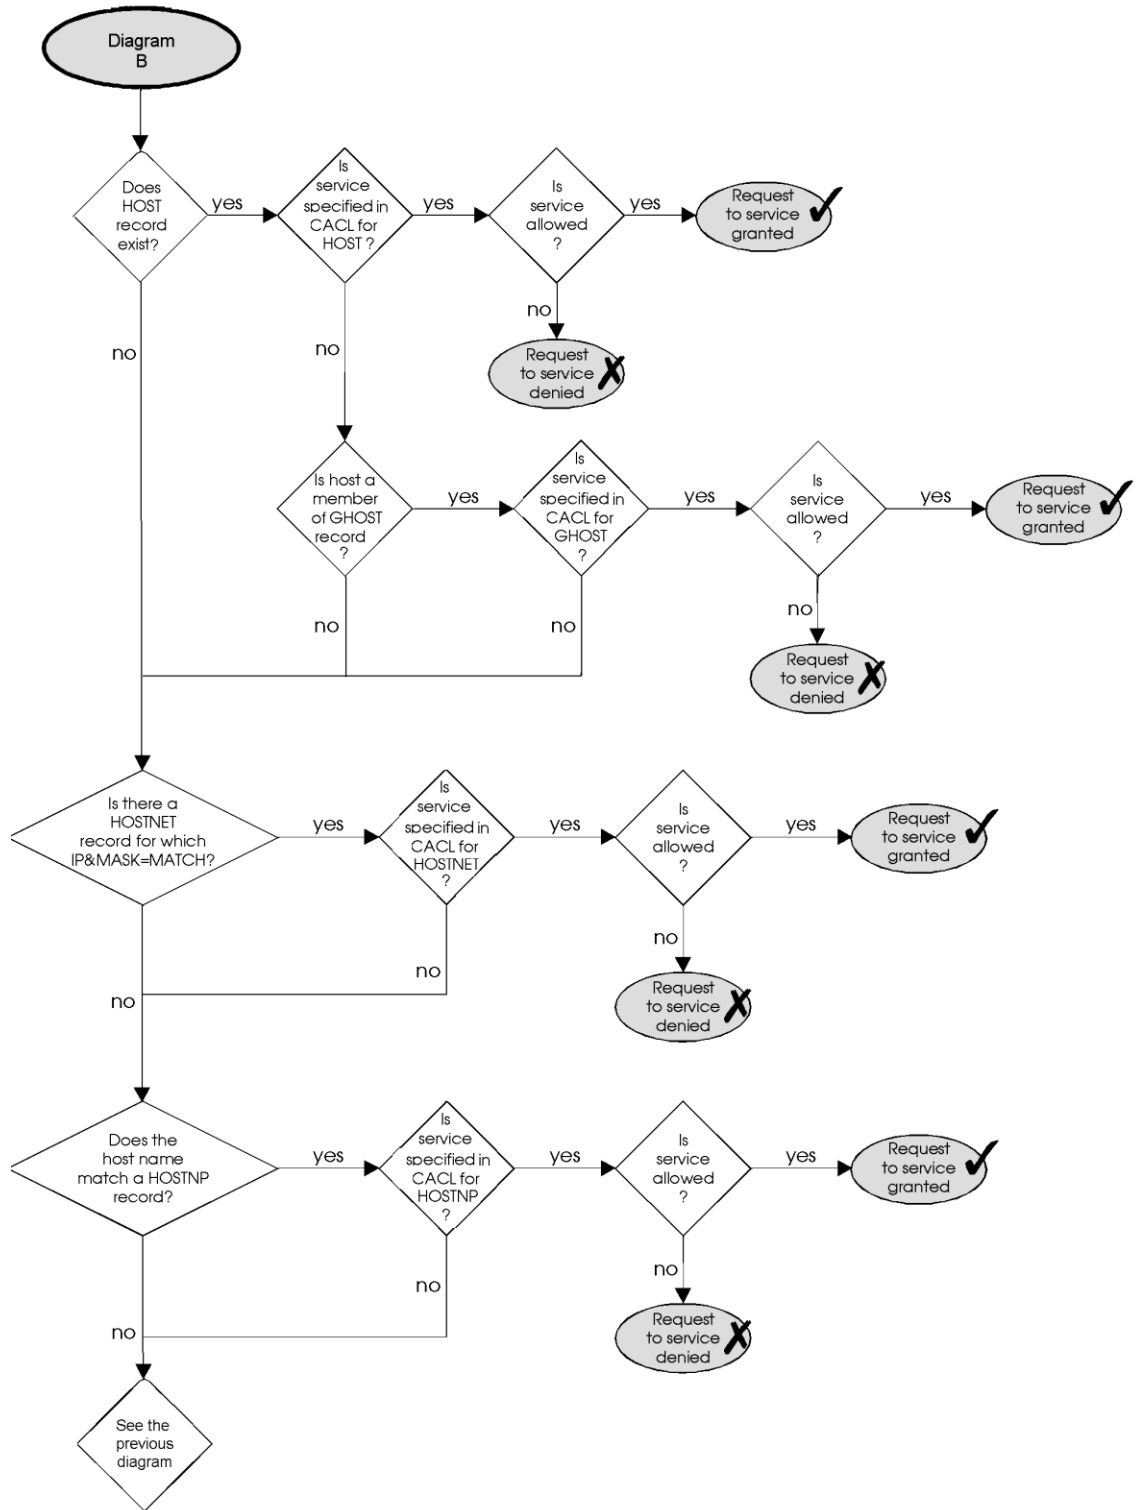 Diagram
B
Does
HOST
record
exist?
yes
Is
service
specified in
CACL for
HOST ?
yes
Is
service
allowed
?
yes
Request
to service
granted
no
Request
to service
denied
no
no
Is host a
member
of GHOST
record
?
yes
Is
service
specified in
CACL for
GHOST
?
yes
Is
service
allowed
?
yes
Request
to service
granted
no
no
no
Request
to service
denied
Is there a
HOSTNET
record for which
IP&MASK=MATCH?
yes
Is
service
specified in
CACL for
HOSTNET
?
yes
Is
service
allowed
?
yes
Request
to service
granted
no
no
no
Request
to service
denied
Does the
host name
match a HOSTNP
record?
yes
Is
service
specified in
CACL for
HOSTNP
?
yes
Is
service
allowed
?
yes
Request
to service
granted
no
no
no
Request
to service
denied
See the
previous
diagram